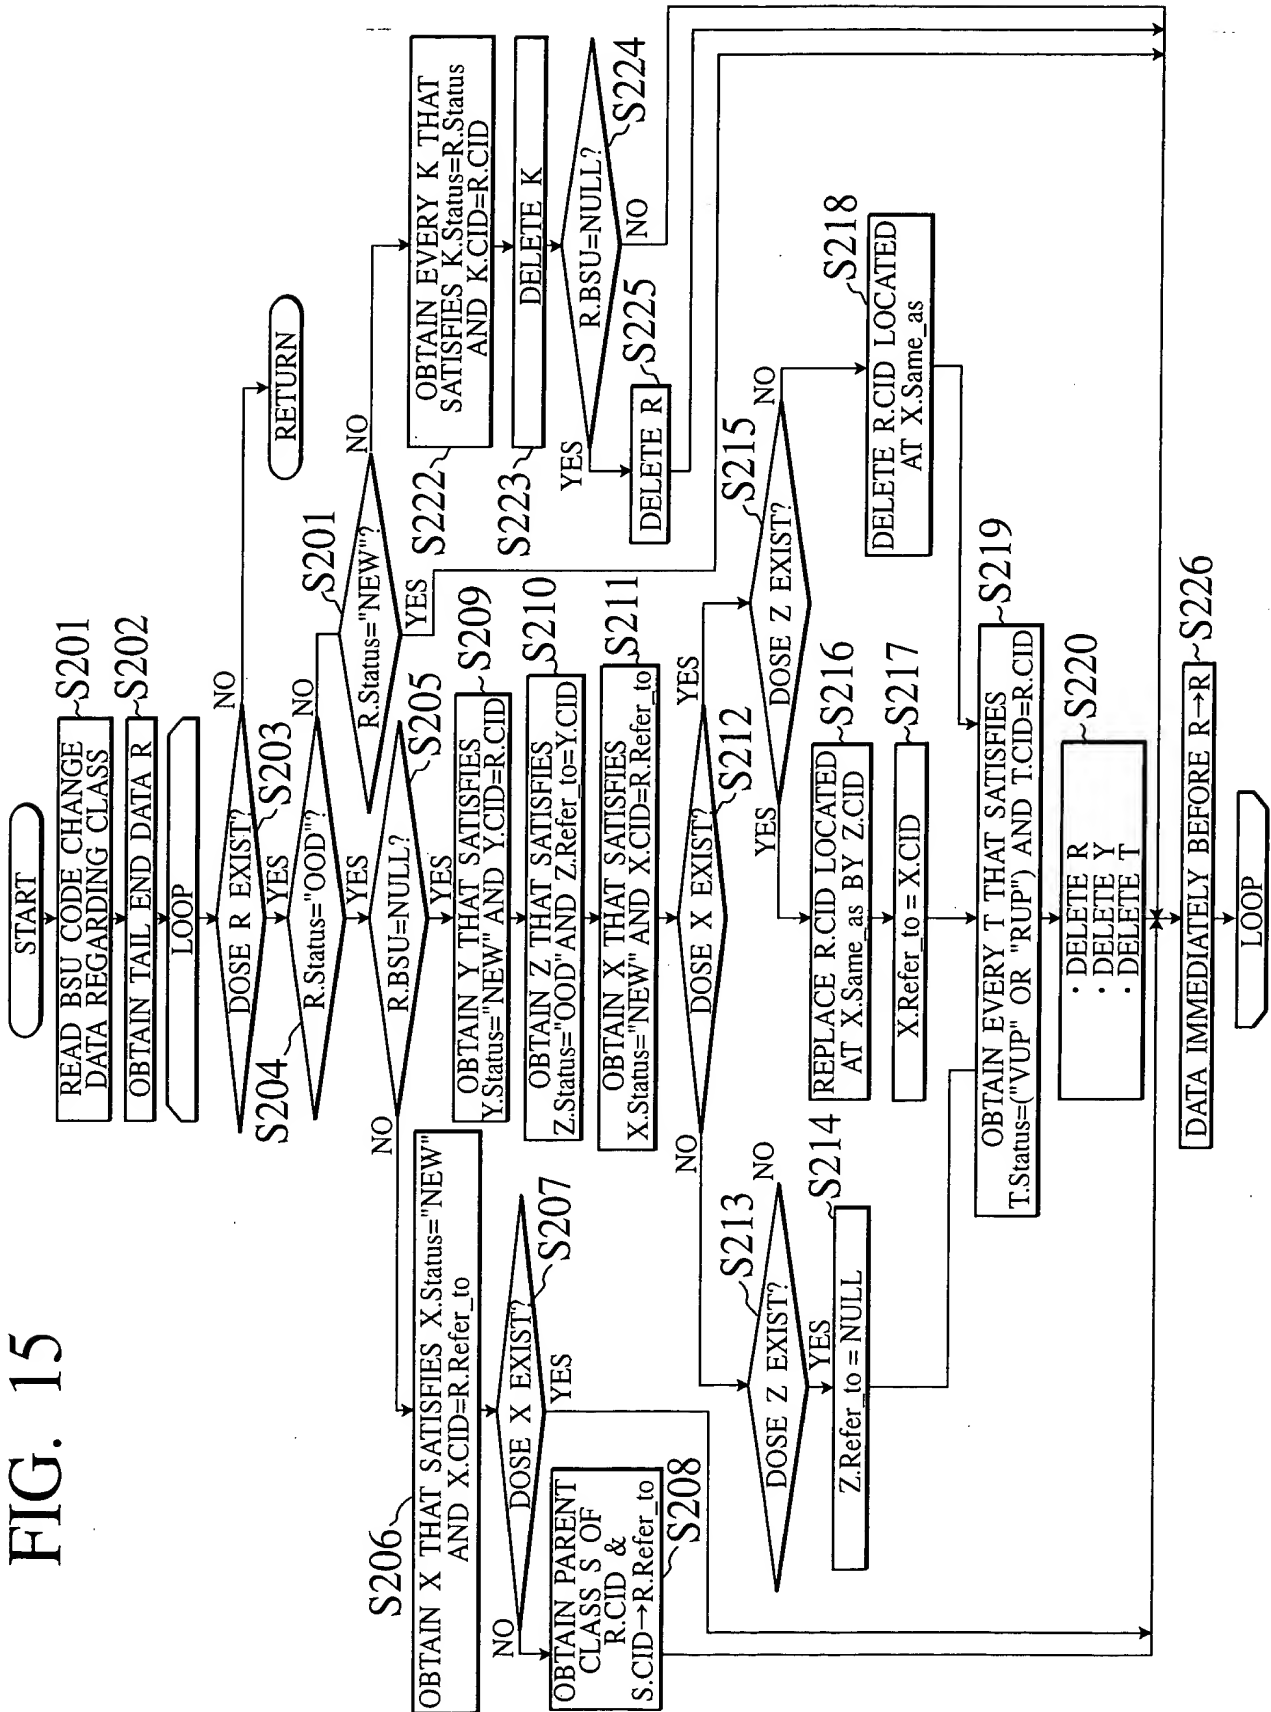 FIG. 15
START
READ BSU CODE CHANGE
DATA REGARDING CLASS
S201
OBTAIN TAIL END DATA R
S202
LOOP
DOSE R EXIST?
S203
NO
RETURN
YES
R.Status="OOD"?
S204
NO
YES
R.Status="NEW"?
S201
NO
YES
R.BSU=NULL?
S205
NO
YES
S206
OBTAIN X THAT SATISFIES X.Status="NEW"
AND X.CID=R.Refer_to
DOSE X EXIST?
S207
NO
YES
OBTAIN PARENT
CLASS S OF
R.CID &
S.CID→R.Refer_to
S208
OBTAIN Y THAT SATISFIES
Y.Status="NEW" AND Y.CID=R.CID
S209
OBTAIN Z THAT SATISFIES
Z.Status="OOD" AND Z.Refer_to=Y.CID
S210
OBTAIN X THAT SATISFIES
X.Status="NEW" AND X.CID=R.Refer_to
S211
DOSE X EXIST?
S212
NO
YES
DOSE Z EXIST?
S213
NO
YES
Z.Refer_to = NULL
S214
DOSE Z EXIST?
S215
YES
NO
REPLACE R.CID LOCATED
AT X.Same_as BY Z.CID
S216
X.Refer_to = X.CID
S217
DELETE R.CID LOCATED
AT X.Same_as
S218
OBTAIN EVERY T THAT SATISFIES
T.Status=("VUP" OR "RUP") AND T.CID=R.CID
S219
· DELETE R
· DELETE Y
· DELETE T
S220
OBTAIN EVERY K THAT
SATISFIES K.Status=R.Status
AND K.CID=R.CID
S222
DELETE K
S223
R.BSU=NULL?
S224
YES
NO
DELETE R
S225
DATA IMMEDIATELY BEFORE R→R
S226
LOOP